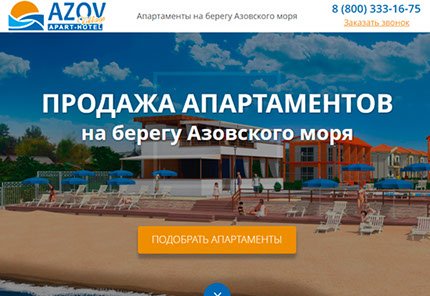 AZOV
APART-HOTEL
Апартаменты на берегу Азовского моря
8 (800) 333-16-75
Заказать звонок
ПРОДАЖА АПАРТАМЕНТОВ
на берегу Азовского моря
ПОДОБРАТЬ АПАРТАМЕНТЫ